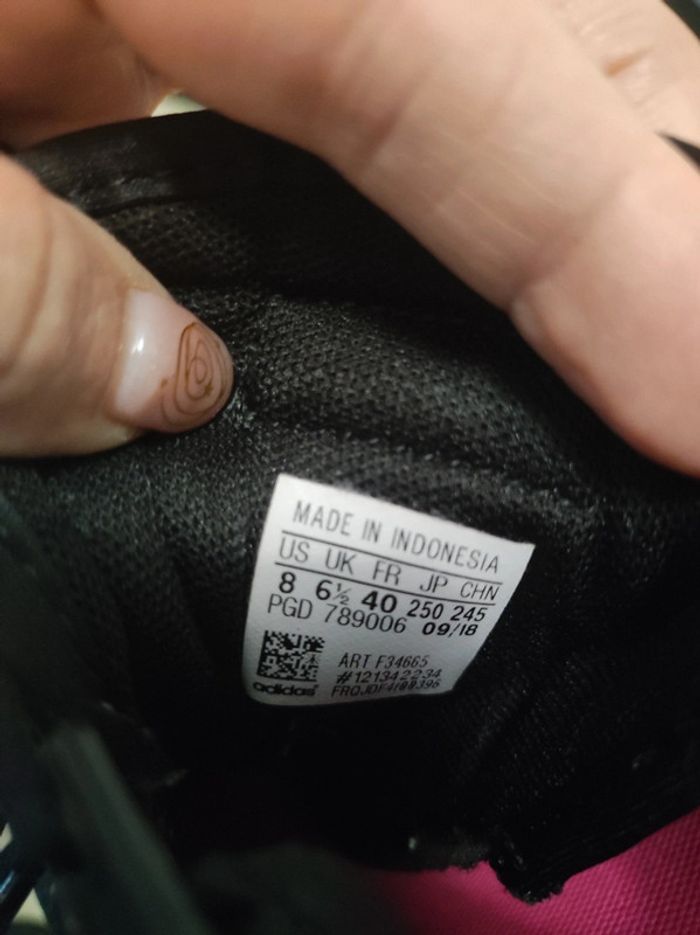 MADE IN INDONESIA
US UK FR JP CHN
8 6½ 40 250 245
PGD 789006 09/18
ART F34665
#121342234
adidas